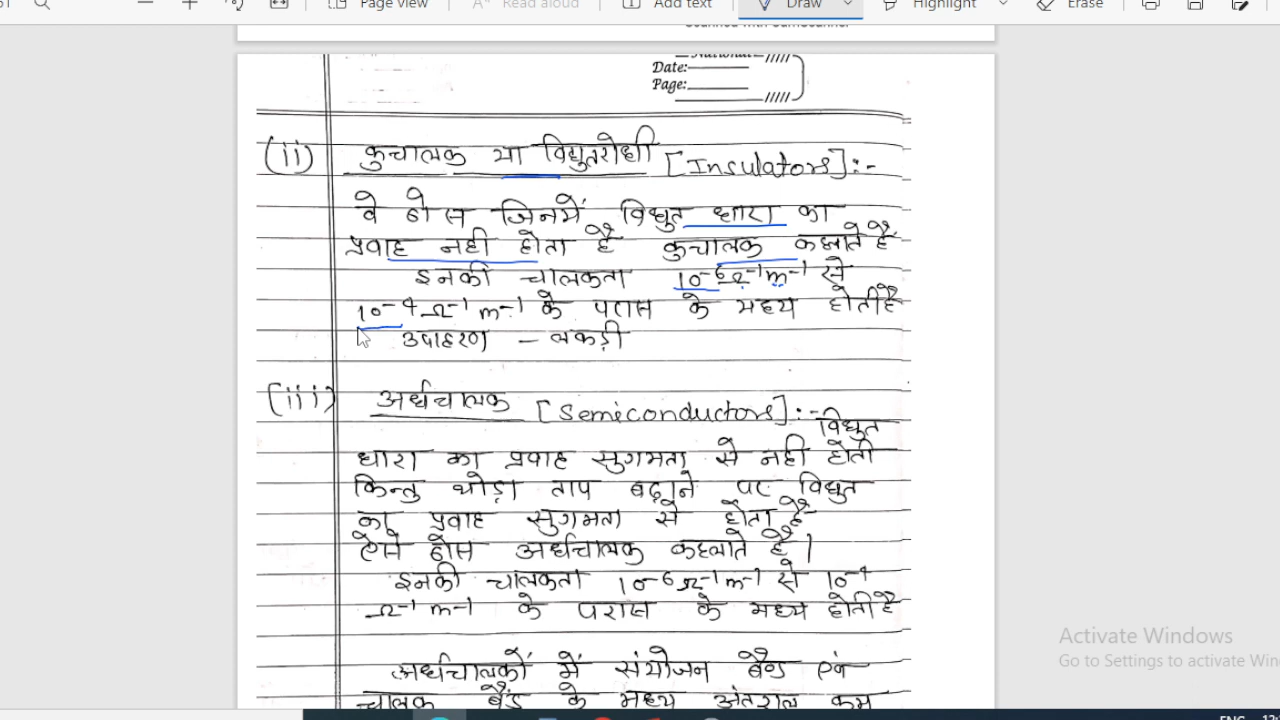 Page view
Read aloud
Add text
Draw
Highlight
Erase
Date:
Page:
(ii) कुचालक या विद्युतरोधी [Insulators]:-
वे ठोस जिनमें विद्युत धारा का
प्रवाह नही होता है कुचालक कहलाते है
इनकी चालकता 10⁻⁶Ω⁻¹m⁻¹ से
10⁻⁴Ω⁻¹ m⁻¹ के परास के मध्य होती है
उदाहरण - लकड़ी
(iii) अर्धचालक [Semiconductors]:- विद्युत
धारा का प्रवाह सुगमता से नही होती
किन्तु थोड़ा ताप बढ़ाने पर विद्युत
का प्रवाह सुगमता से होता है
ऐसे ठोस अर्धचालक कहलाते है।
इनकी चालकता 10⁻⁶Ω⁻¹m⁻¹ से 10⁻⁴
Ω⁻¹ m⁻¹ के परास के मध्य होती है
अर्धचालकों में संयोजन बैण्ड एवं
चालक बैंड के मध्य अंतराल कम
Activate Windows
Go to Settings to activate Win
ENG